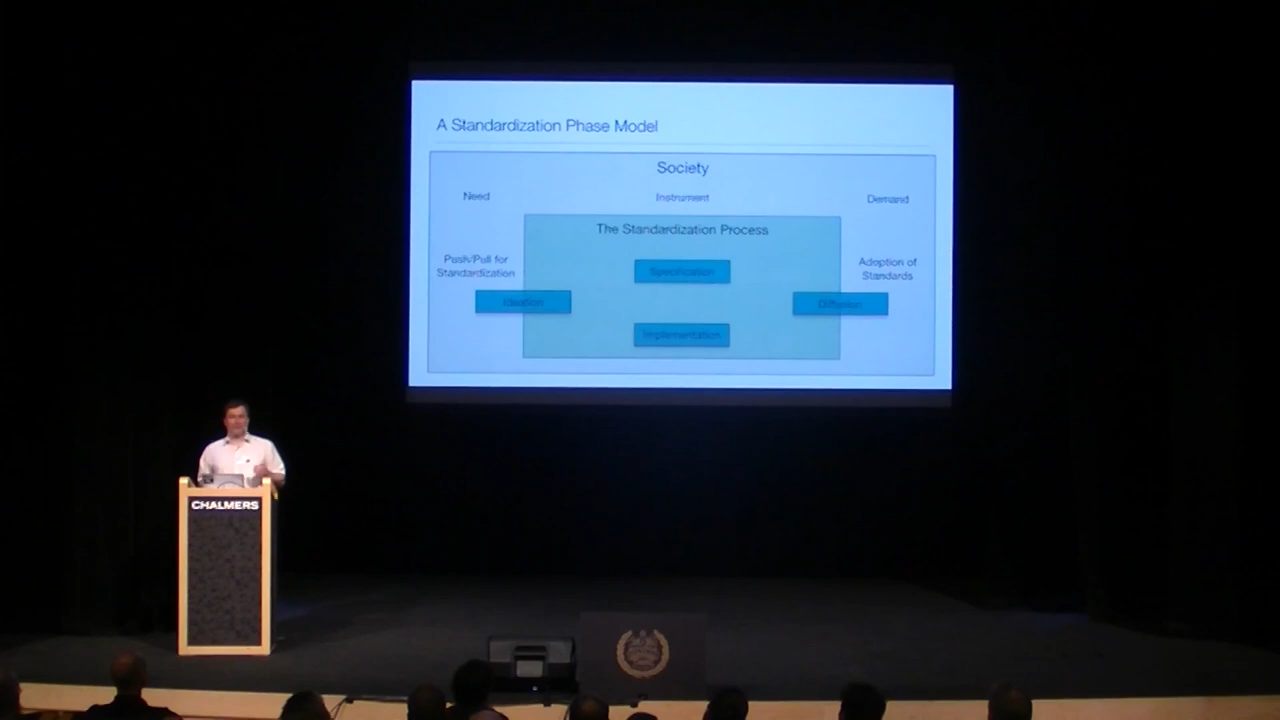 A Standardization Phase Model
Society
Need
Instrument
Demand
The Standardization Process
Push/Pull for
Standardization
Specification
Adoption of
Standards
Ideation
Diffusion
Implementation
CHALMERS